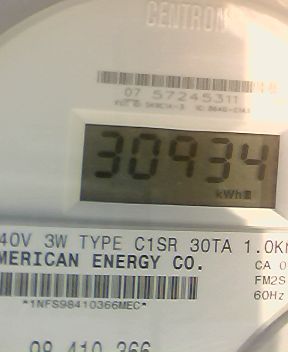 CENTRON
07 57245311
30934
kWh
40V 3W TYPE C1SR 30TA 1.0K
MERICAN ENERGY CO.
CA 0
FM2S
*1NFS98410366MEC*
60Hz
98 410 366